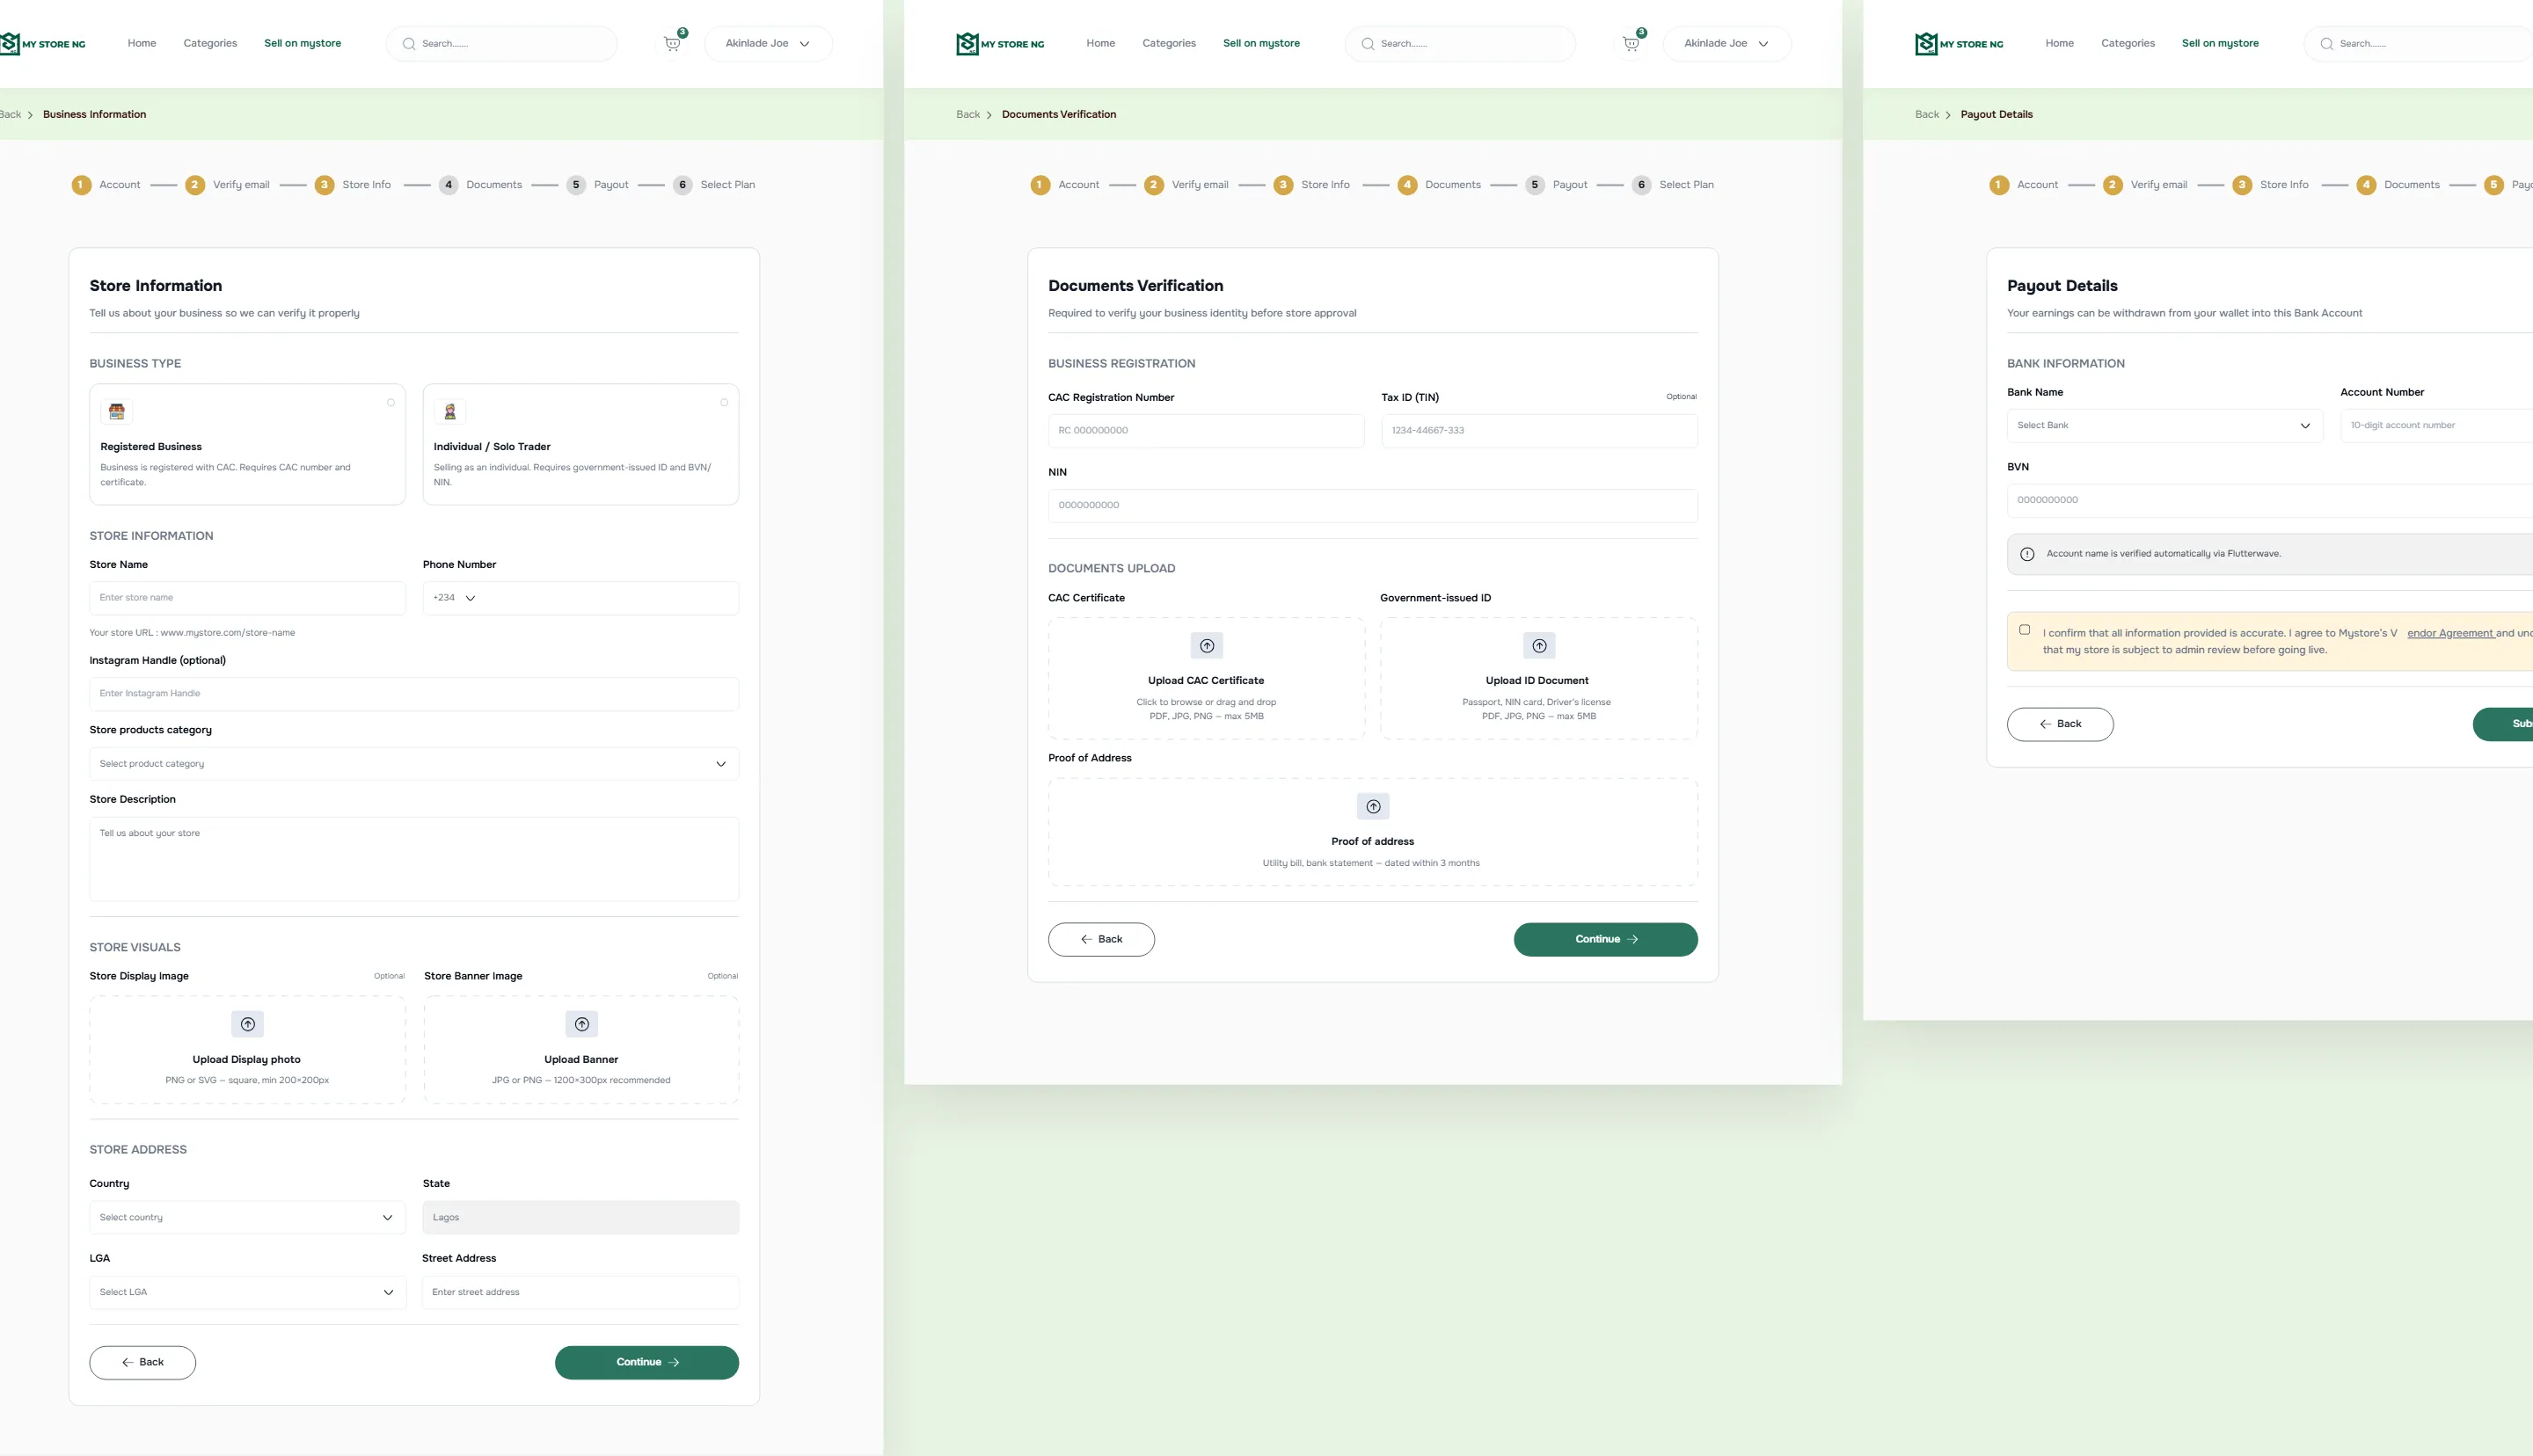 MY STORE NG
Home
Categories
Sell on mystore
Search.......
3
Akinlade Joe
Back
Business Information
1 Account
2 Verify email
3 Store Info
4 Documents
5 Payout
6 Select Plan
Store Information
Tell us about your business so we can verify it properly
BUSINESS TYPE
Registered Business
Business is registered with CAC. Requires CAC number and
certificate.
Individual / Solo Trader
Selling as an individual. Requires government-issued ID and BVN/
NIN.
STORE INFORMATION
Store Name
Phone Number
Enter store name
+234
Your store URL : www.mystore.com/store-name
Instagram Handle (optional)
Enter Instagram Handle
Store products category
Select product category
Store Description
Tell us about your store
STORE VISUALS
Store Display Image
Optional
Store Banner Image
Optional
Upload Display photo
PNG or SVG — square, min 200×200px
Upload Banner
JPG or PNG — 1200×300px recommended
STORE ADDRESS
Country
State
Select country
Lagos
LGA
Street Address
Select LGA
Enter street address
Back
Continue
MY STORE NG
Home
Categories
Sell on mystore
Search.......
3
Akinlade Joe
Back
Documents Verification
1 Account
2 Verify email
3 Store Info
4 Documents
5 Payout
6 Select Plan
Documents Verification
Required to verify your business identity before store approval
BUSINESS REGISTRATION
CAC Registration Number
Tax ID (TIN)
Optional
RC 000000000
1234-44667-333
NIN
0000000000
DOCUMENTS UPLOAD
CAC Certificate
Government-issued ID
Upload CAC Certificate
Click to browse or drag and drop
PDF, JPG, PNG — max 5MB
Upload ID Document
Passport, NIN card, Driver's license
PDF, JPG, PNG — max 5MB
Proof of Address
Proof of address
Utility bill, bank statement — dated within 3 months
Back
Continue
MY STORE NG
Home
Categories
Sell on mystore
Search.......
Back
Payout Details
1 Account
2 Verify email
3 Store Info
4 Documents
5
Payout Details
Your earnings can be withdrawn from your wallet into this Bank Account
BANK INFORMATION
Bank Name
Account Number
Select Bank
10-digit account number
BVN
0000000000
Account name is verified automatically via Flutterwave.
I confirm that all information provided is accurate. I agree to Mystore's V endor Agreement and
that my store is subject to admin review before going live.
Back